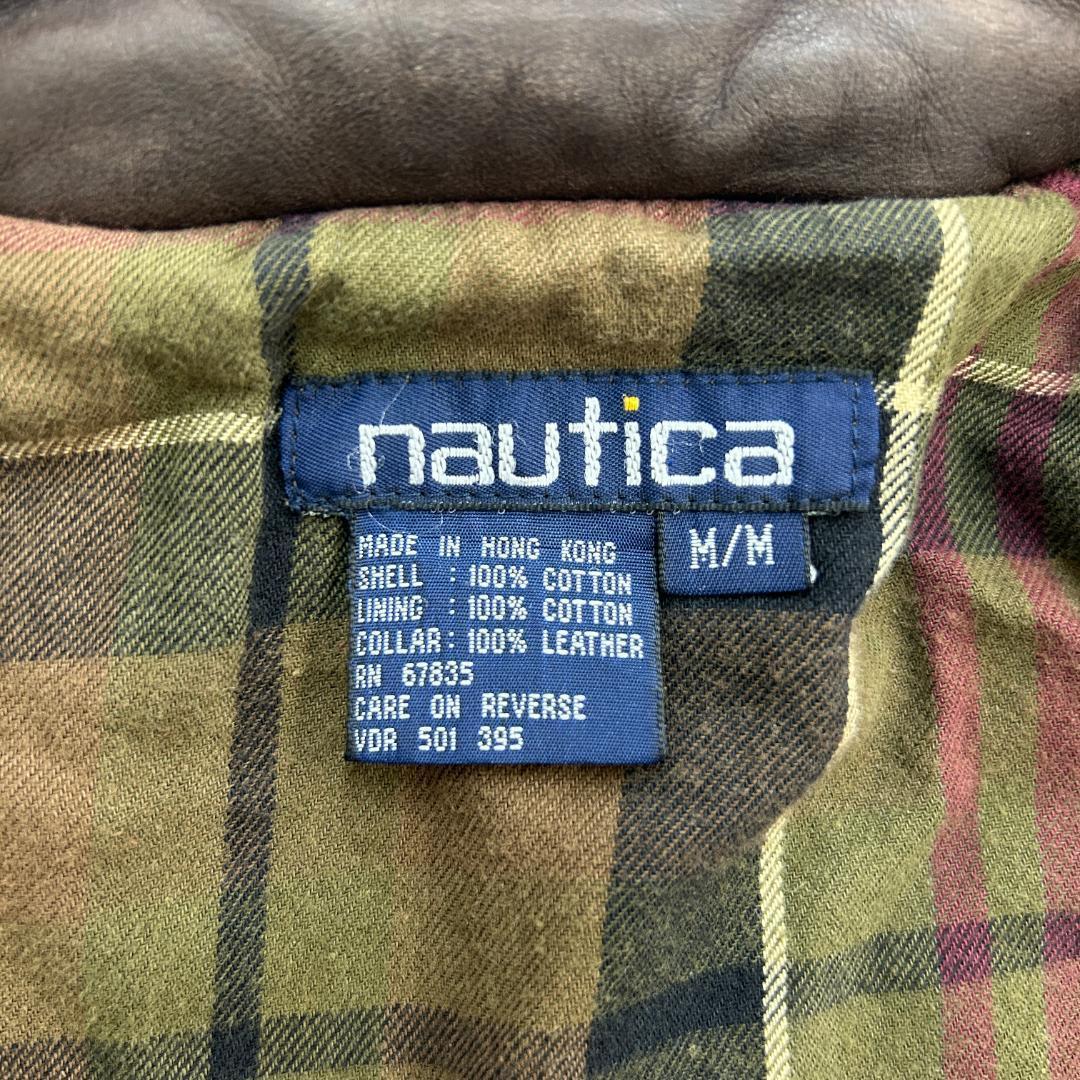 nautica
M/M
MADE IN HONG KONG
SHELL : 100% COTTON
LINING : 100% COTTON
COLLAR : 100% LEATHER
RN 67835
CARE ON REVERSE
VDR 501 395